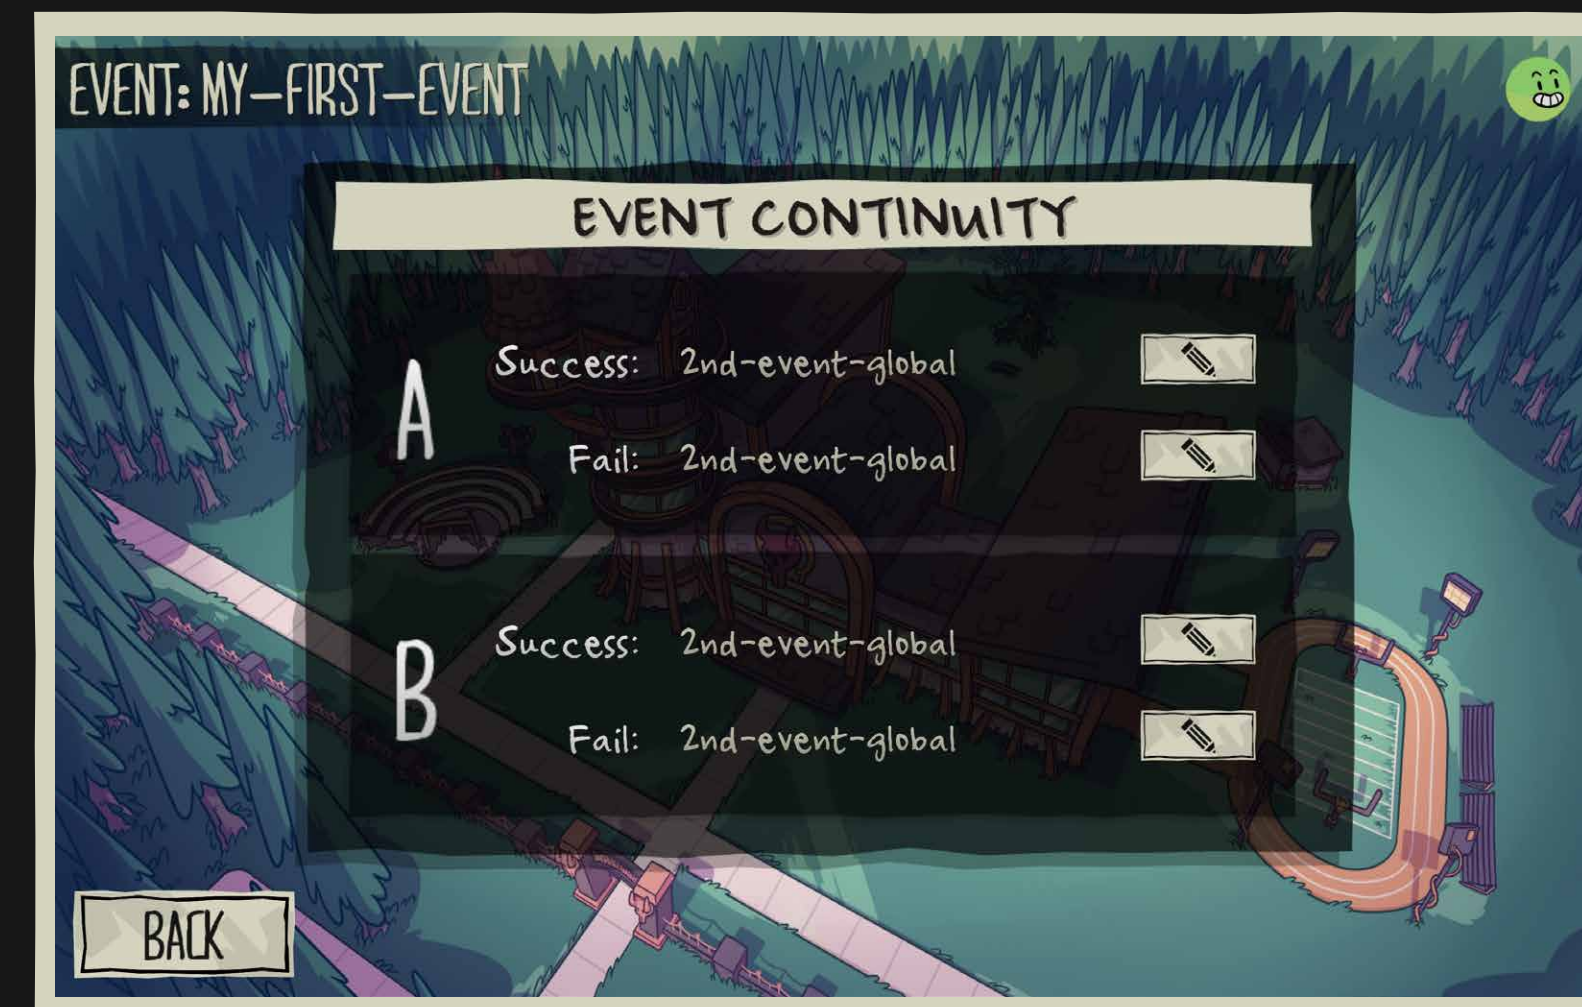 EVENT: MY-FIRST-EVENT
EVENT CONTINUITY
A
Success: 2nd-event-global
Fail: 2nd-event-global
B
Success: 2nd-event-global
Fail: 2nd-event-global
BACK